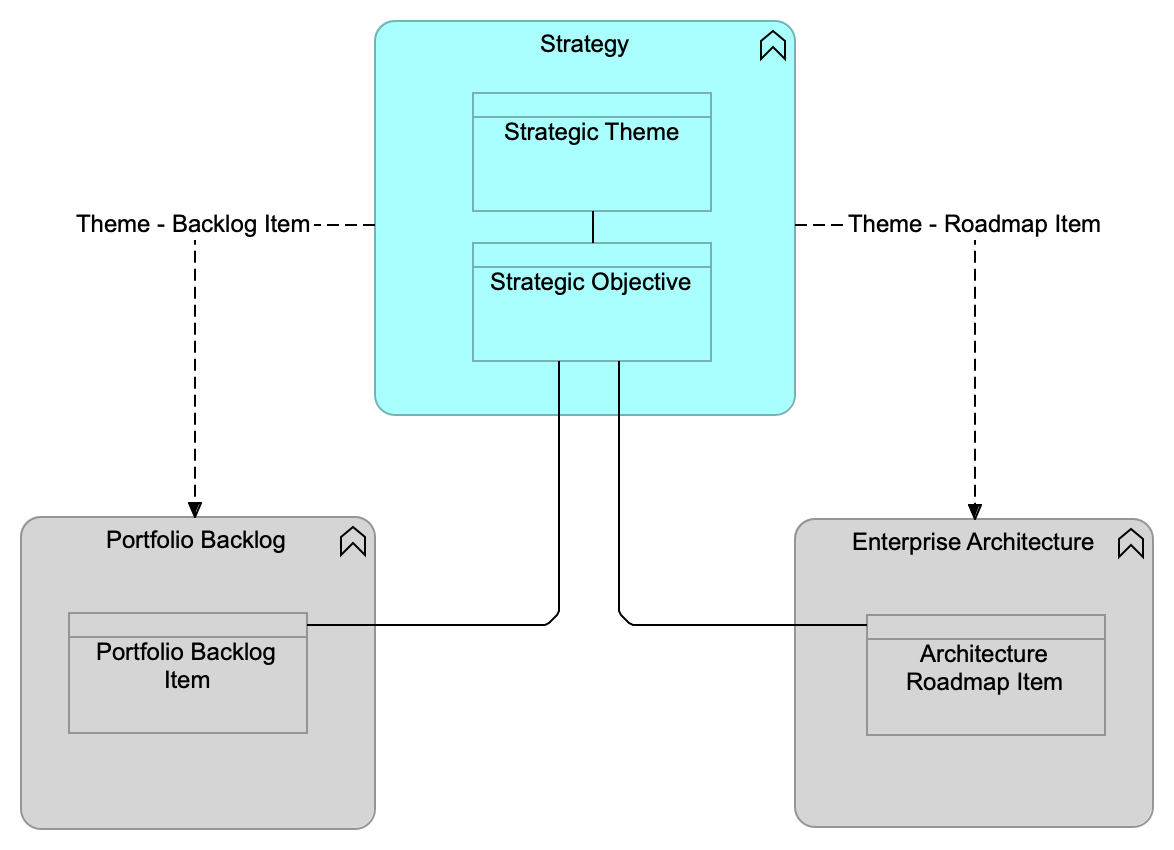 Strategy
Strategic Theme
Theme - Backlog Item
Theme - Roadmap Item
Strategic Objective
Portfolio Backlog
Enterprise Architecture
Portfolio Backlog
Item
Architecture
Roadmap Item